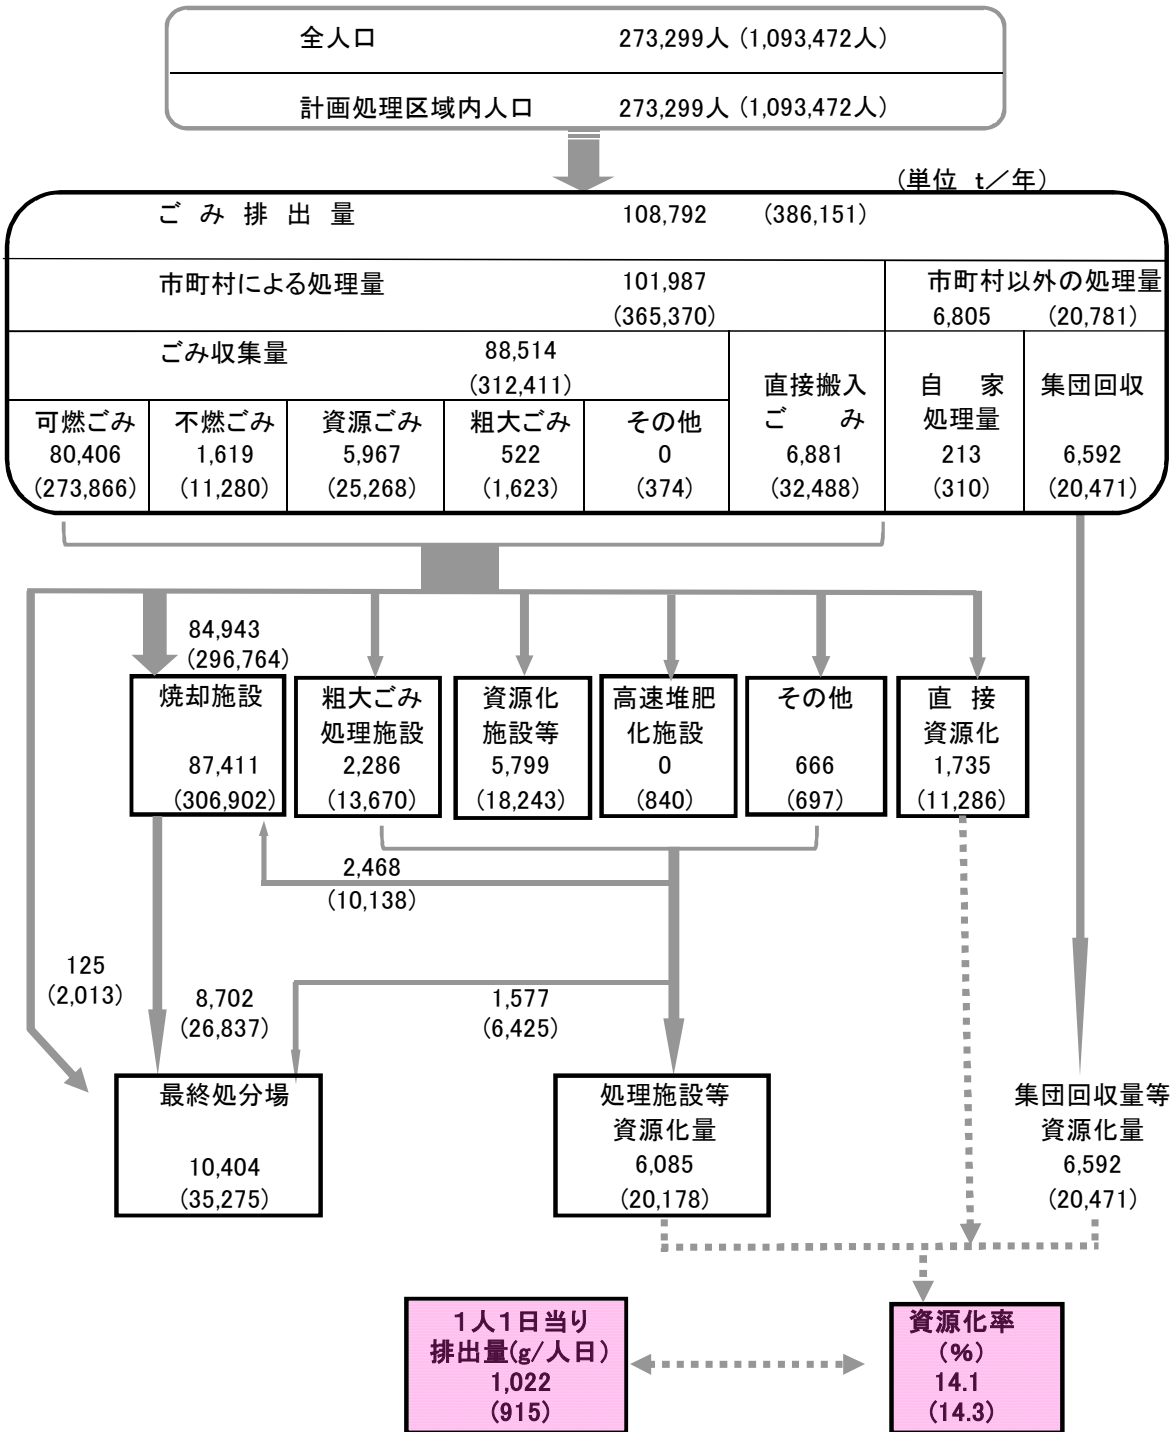 全人口 273,299人 (1,093,472人)
計画処理区域内人口 273,299人 (1,093,472人)
(単位 t／年)
ごみ排出量 108,792 (386,151)
市町村による処理量 101,987 市町村以外の処理量
(365,370) 6,805 (20,781)
ごみ収集量 88,514
(312,411)
直接搬入 自家 集団回収
可燃ごみ 不燃ごみ 資源ごみ 粗大ごみ その他 ごみ 処理量
80,406 1,619 5,967 522 0 6,881 213 6,592
(273,866) (11,280) (25,268) (1,623) (374) (32,488) (310) (20,471)
84,943
(296,764)
焼却施設 粗大ごみ 資源化 高速堆肥 その他 直接
処理施設 施設等 化施設 資源化
87,411 2,286 5,799 0 666 1,735
(306,902) (13,670) (18,243) (840) (697) (11,286)
2,468
(10,138)
125
(2,013)
8,702 1,577
(26,837) (6,425)
最終処分場 処理施設等 集団回収量等
資源化量 資源化量
10,404 6,085 6,592
(35,275) (20,178) (20,471)
１人１日当り 資源化率
排出量(g/人日) (%)
1,022 14.1
(915) (14.3)